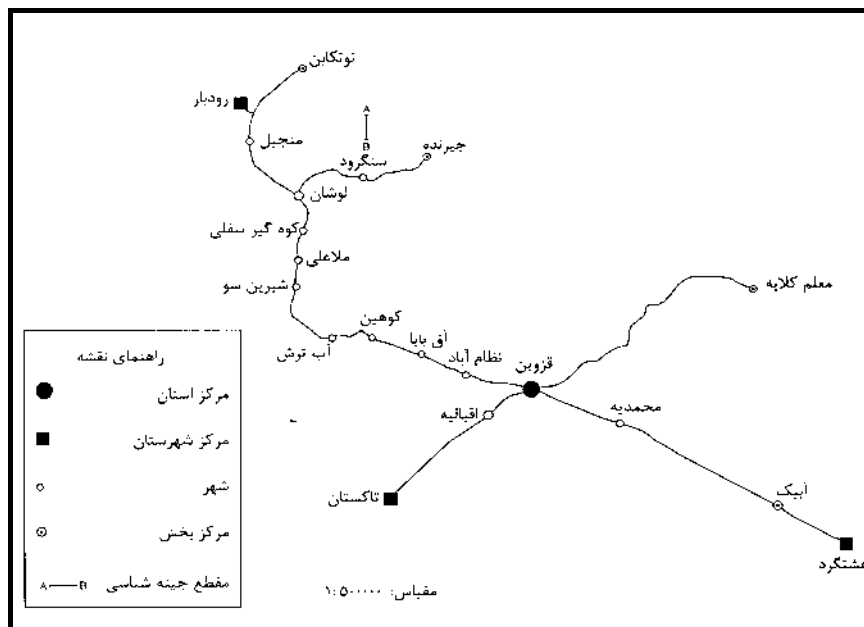 توتکابن
رودبار
A
منجیل
B
جیرنده
سنگرود
لوشان
کوه گیر سفلی
ملاعلی
معلم کلایه
شیرین سو
کوهین
آب ترش
آق بابا
نظام آباد
قزوین
اقبالیه
محمدیه
تاکستان
آبیک
هشتگرد
راهنمای نقشه
مرکز استان
مرکز شهرستان
شهر
مرکز بخش
مقطع چینه شناسی A B
مقیاس: ۱:۵۰۰۰۰۰